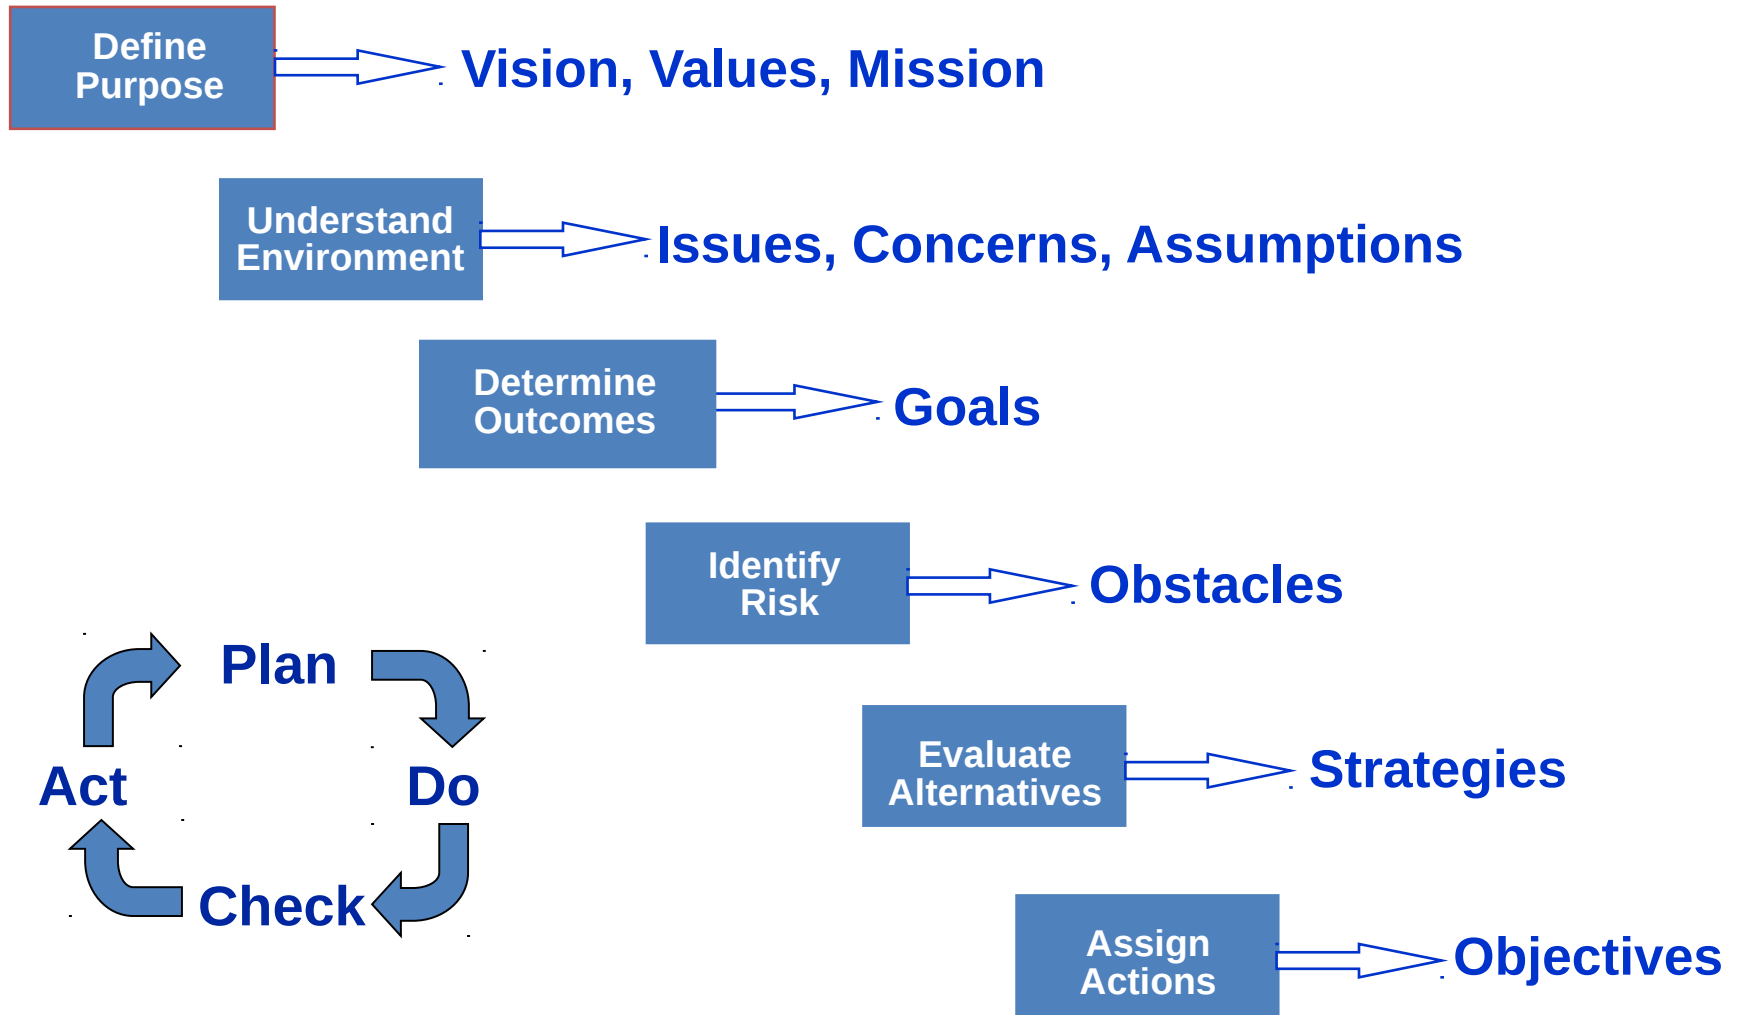 Define
Purpose
Vision, Values, Mission
Understand
Environment
Issues, Concerns, Assumptions
Determine
Outcomes
Goals
Identify
Risk
Obstacles
Evaluate
Alternatives
Strategies
Assign
Actions
Objectives
Plan
Do
Check
Act